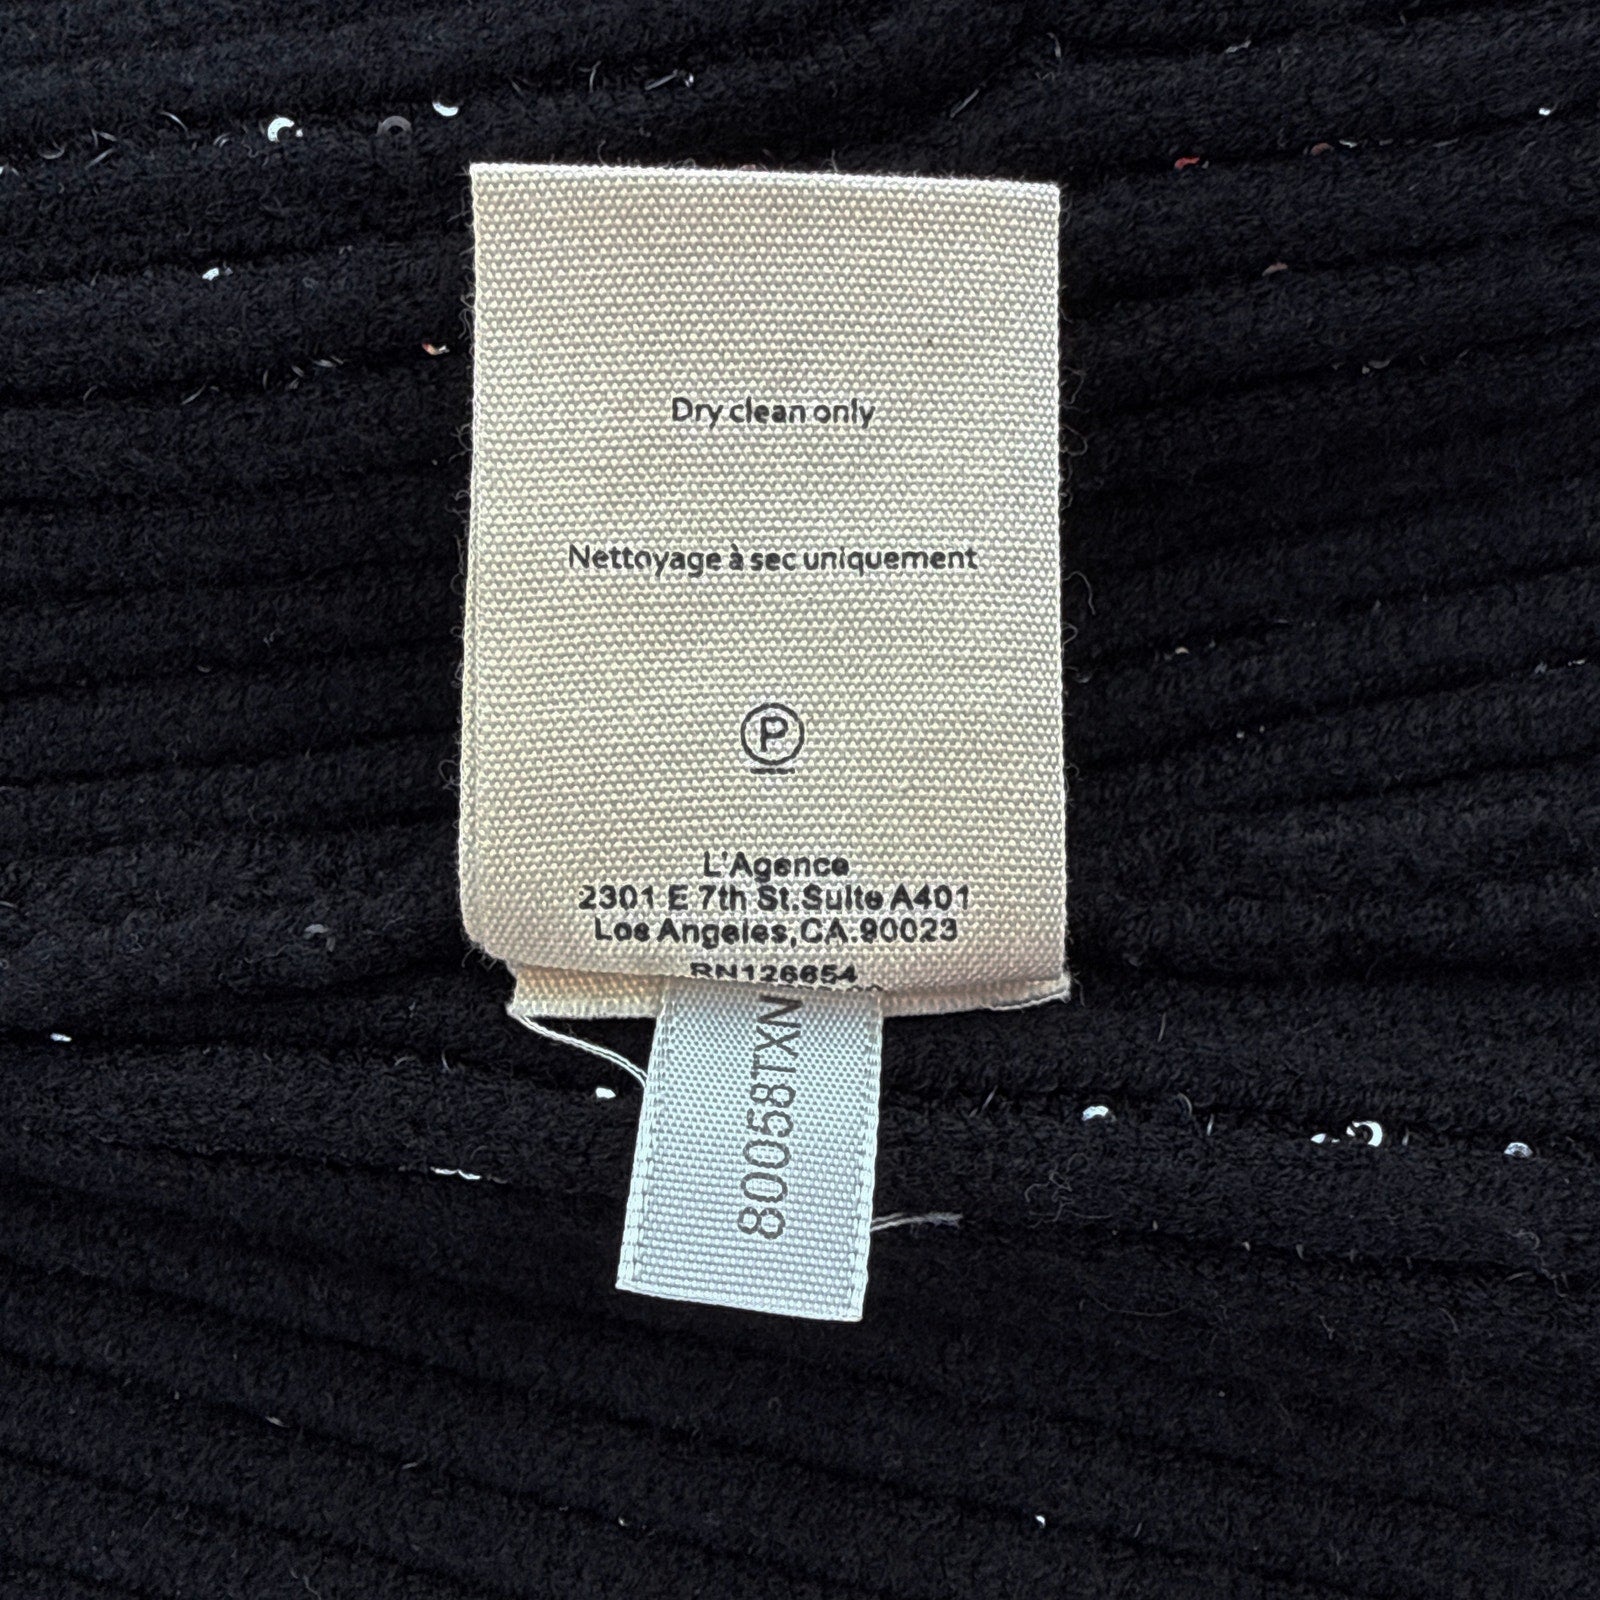 Dry clean only
Nettoyage à sec uniquement
P
L'Agence
2301 E 7th St.Suite A401
Los Angeles,CA.90023
RN126654
80058TXN